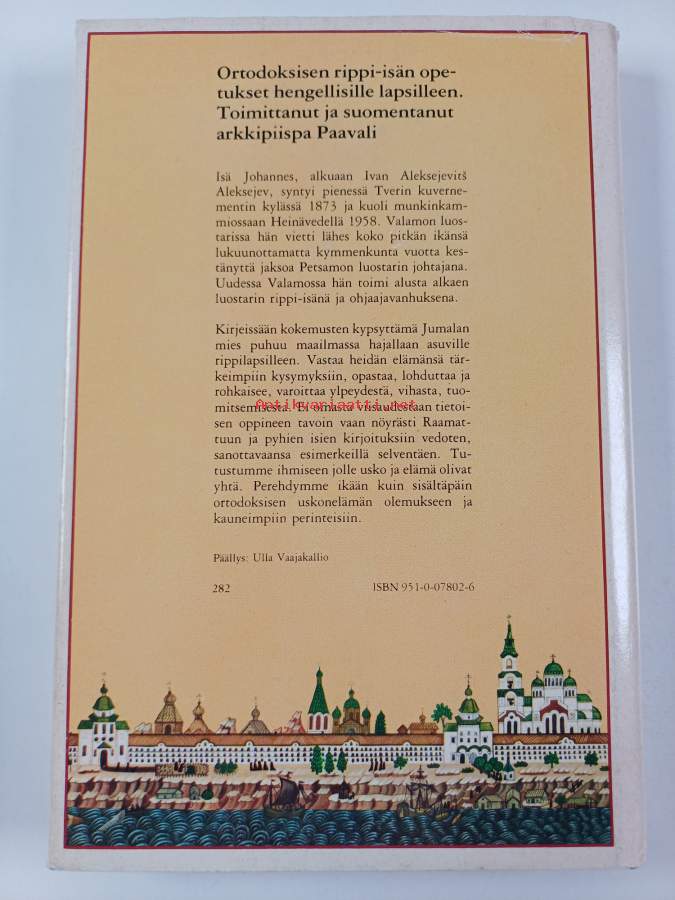 Ortodoksisen rippi-isän ope-
tukset hengellisille lapsilleen.
Toimittanut ja suomentanut
arkkipiispa Paavali
Isä Johannes, alkuaan Ivan Aleksejevitš
Aleksejev, syntyi pienessä Tverin kuverne-
mentin kylässä 1873 ja kuoli munkinkam-
miossaan Heinävedellä 1958. Valamon luos-
tarissa hän vietti lähes koko pitkän ikänsä
lukuunottamatta kymmenkunta vuotta kes-
tänyttä jaksoa Petsamon luostarin johtajana.
Uudessa Valamossa hän toimi alusta alkaen
luostarin rippi-isänä ja ohjaajavanhuksena.
Kirjeissään kokemusten kypsyttämä Jumalan
mies puhuu maailmassa hajallaan asuville
rippilapsilleen. Vastaa heidän elämänsä tär-
keimpiin kysymyksiin, opastaa, lohduttaa ja
rohkaisee, varoittaa ylpeydestä, vihasta, tuo-
mitsemisesta. Ei omasta viisaudestaan tietoi-
Antikvariaatti.net
sen oppineen tavoin vaan nöyrästi Raamat-
tuun ja pyhien isien kirjoituksiin vedoten,
sanottavaansa esimerkeillä selventäen. Tu-
tustumme ihmiseen jolle usko ja elämä olivat
yhtä. Perehdymme ikään kuin sisältäpäin
ortodoksisen uskonelämän olemukseen ja
kauneimpiin perinteisiin.
Päällys: Ulla Vaajakallio
282 ISBN 951-0-07802-6